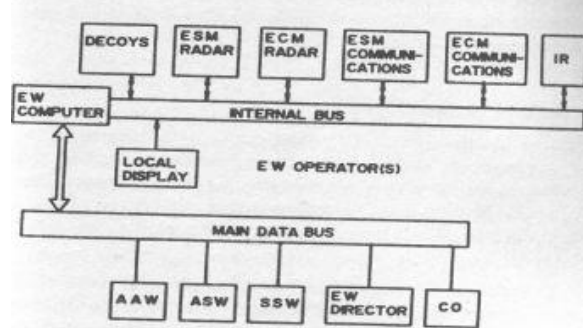 DECOYS
ESM
RADAR
ECM
RADAR
ESM
COMMUNI-
CATIONS
ECM
COMMUNI-
CATIONS
IR
EW
COMPUTER
INTERNAL BUS
LOCAL
DISPLAY
EW OPERATOR(S)
MAIN DATA BUS
AAW
ASW
SSW
EW
DIRECTOR
CO